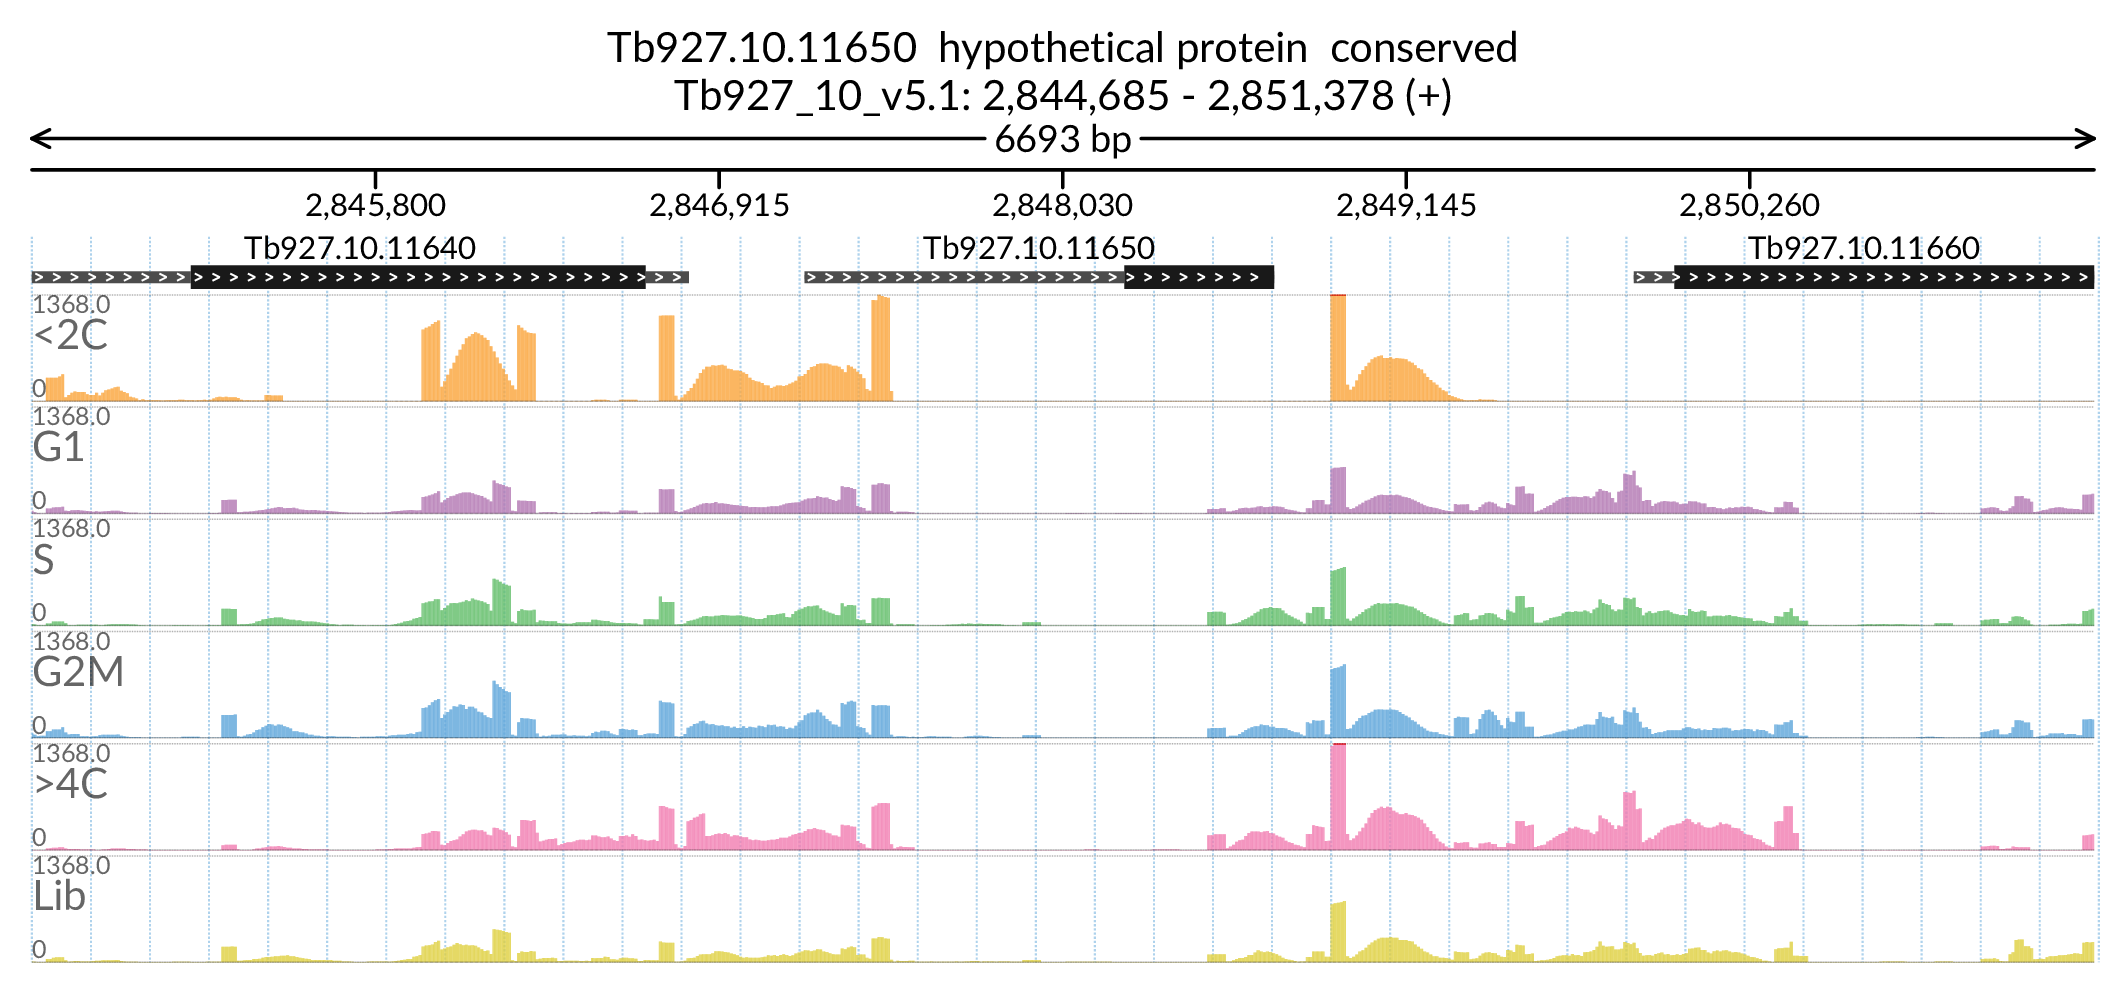 Tb927.10.11650  hypothetical protein  conserved
Tb927_10_v5.1: 2,844,685 - 2,851,378 (+)
6693 bp
2,845,800 2,846,915 2,848,030 2,849,145 2,850,260
Tb927.10.11640 Tb927.10.11650 Tb927.10.11660
1368.0
<2C
0
1368.0
G1
0
1368.0
S
0
1368.0
G2M
0
1368.0
>4C
0
1368.0
Lib
0